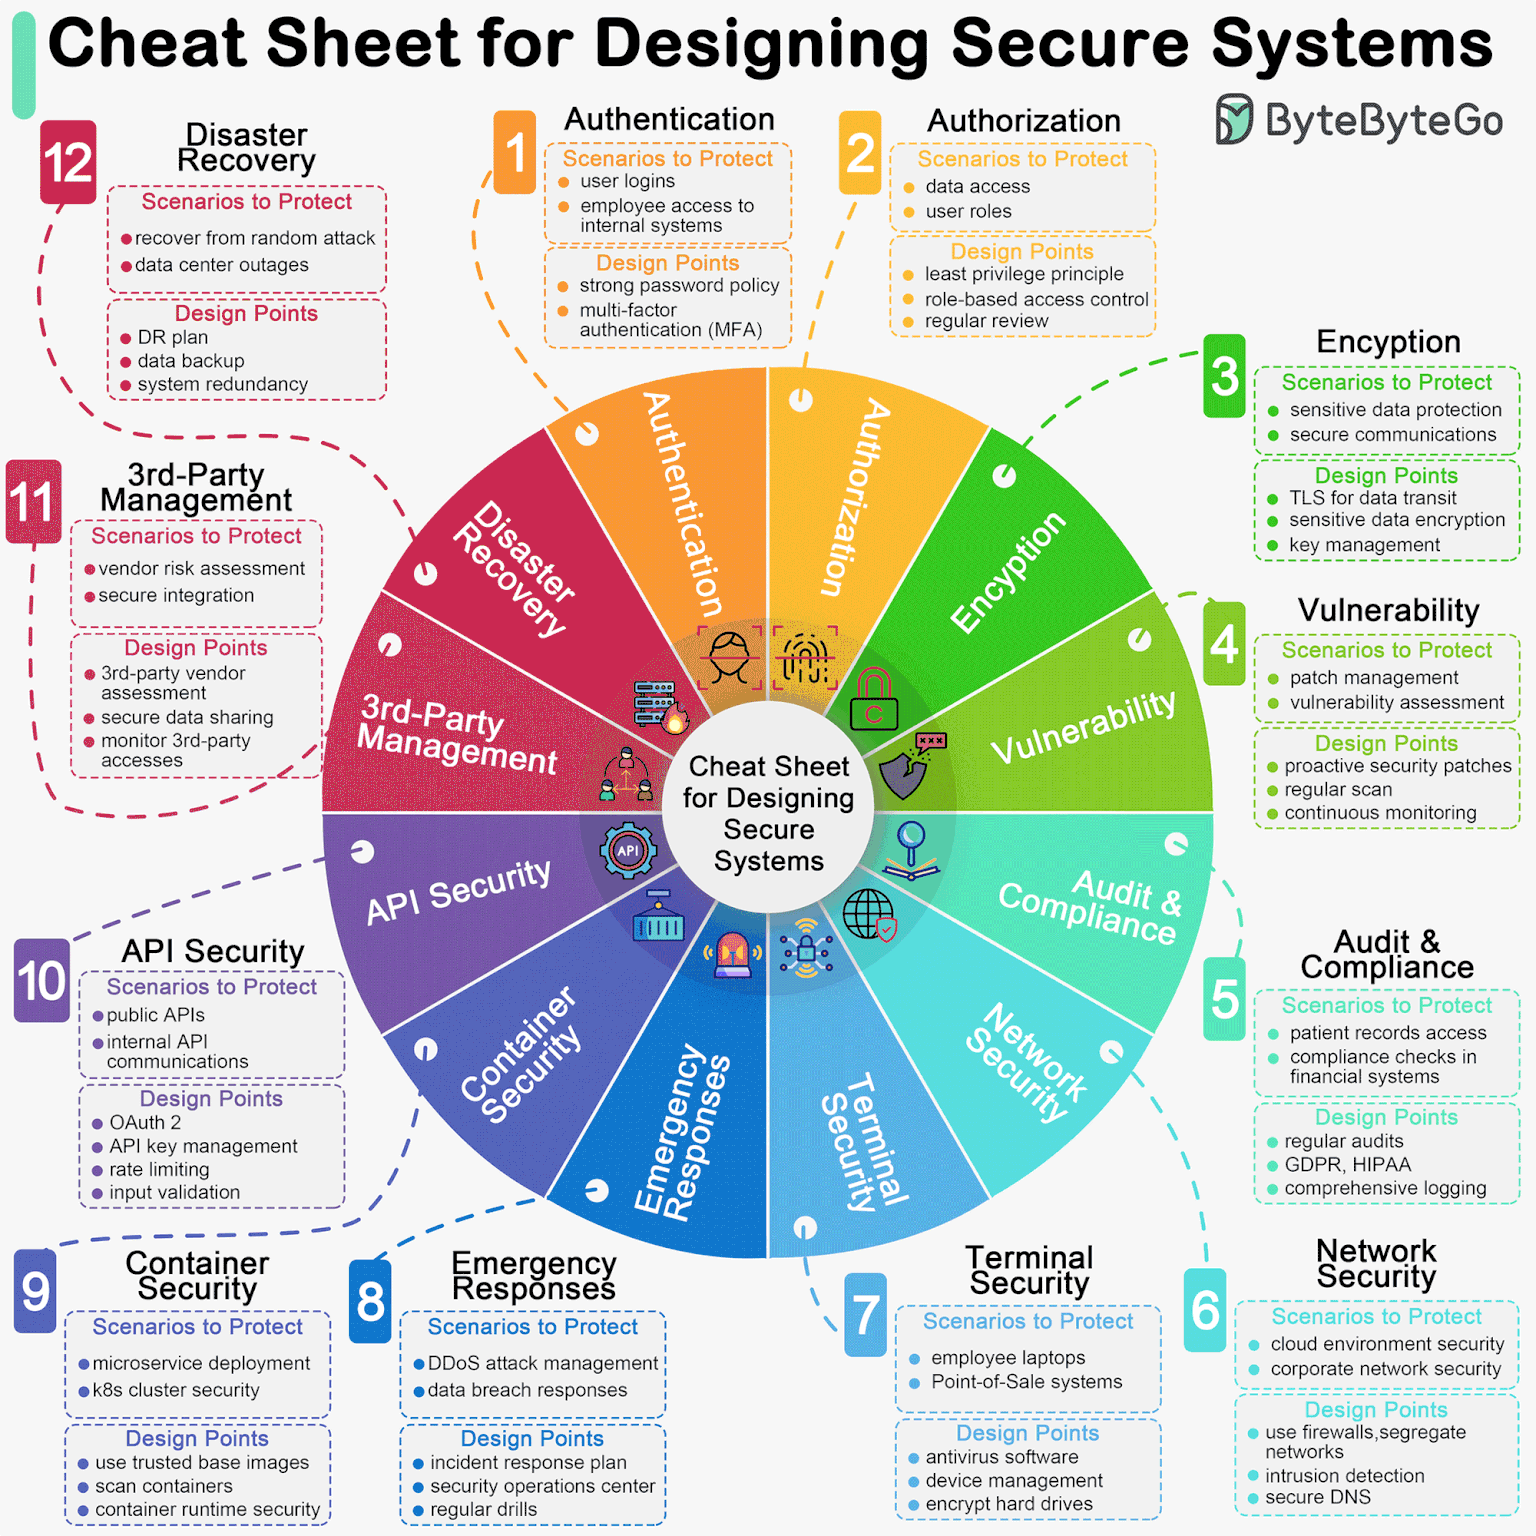 Cheat Sheet for Designing Secure Systems
ByteByteGo
1
Authentication
Scenarios to Protect
user logins
employee access to
internal systems
Design Points
strong password policy
multi-factor
authentication (MFA)
2
Authorization
Scenarios to Protect
data access
user roles
Design Points
least privilege principle
role-based access control
regular review
3
Encyption
Scenarios to Protect
sensitive data protection
secure communications
Design Points
TLS for data transit
sensitive data encryption
key management
4
Vulnerability
Scenarios to Protect
patch management
vulnerability assessment
Design Points
proactive security patches
regular scan
continuous monitoring
5
Audit &
Compliance
Scenarios to Protect
patient records access
compliance checks in
financial systems
Design Points
regular audits
GDPR, HIPAA
comprehensive logging
6
Network
Security
Scenarios to Protect
cloud environment security
corporate network security
Design Points
use firewalls,segregate
networks
intrusion detection
secure DNS
7
Terminal
Security
Scenarios to Protect
employee laptops
Point-of-Sale systems
Design Points
antivirus software
device management
encrypt hard drives
8
Emergency
Responses
Scenarios to Protect
DDoS attack management
data breach responses
Design Points
incident response plan
security operations center
regular drills
9
Container
Security
Scenarios to Protect
microservice deployment
k8s cluster security
Design Points
use trusted base images
scan containers
container runtime security
10
API Security
Scenarios to Protect
public APIs
internal API
communications
Design Points
OAuth 2
API key management
rate limiting
input validation
11
3rd-Party
Management
Scenarios to Protect
vendor risk assessment
secure integration
Design Points
3rd-party vendor
assessment
secure data sharing
monitor 3rd-party
accesses
12
Disaster
Recovery
Scenarios to Protect
recover from random attack
data center outages
Design Points
DR plan
data backup
system redundancy
Authentication
Authorization
Encyption
Vulnerability
Audit &
Compliance
Network
Security
Terminal
Security
Emergency
Responses
Container
Security
API Security
3rd-Party
Management
Disaster
Recovery
C
xxx
API
Cheat Sheet
for Designing
Secure
Systems